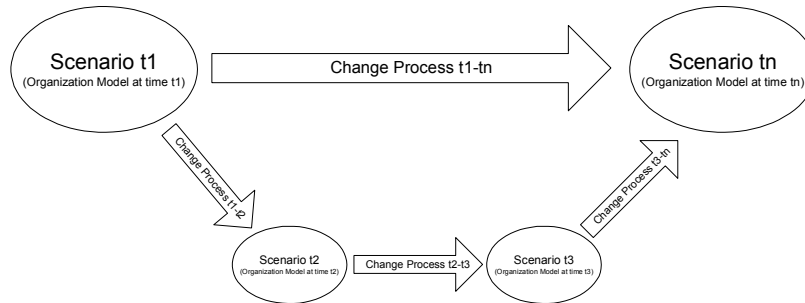 Scenario t1
(Organization Model at time t1)
Change Process t1-tn
Scenario tn
(Organization Model at time tn)
Change Process t1-t2
Change Process t3-tn
Scenario t2
(Organization Model at time t2)
Change Process t2-t3
Scenario t3
(Organization Model at time t3)